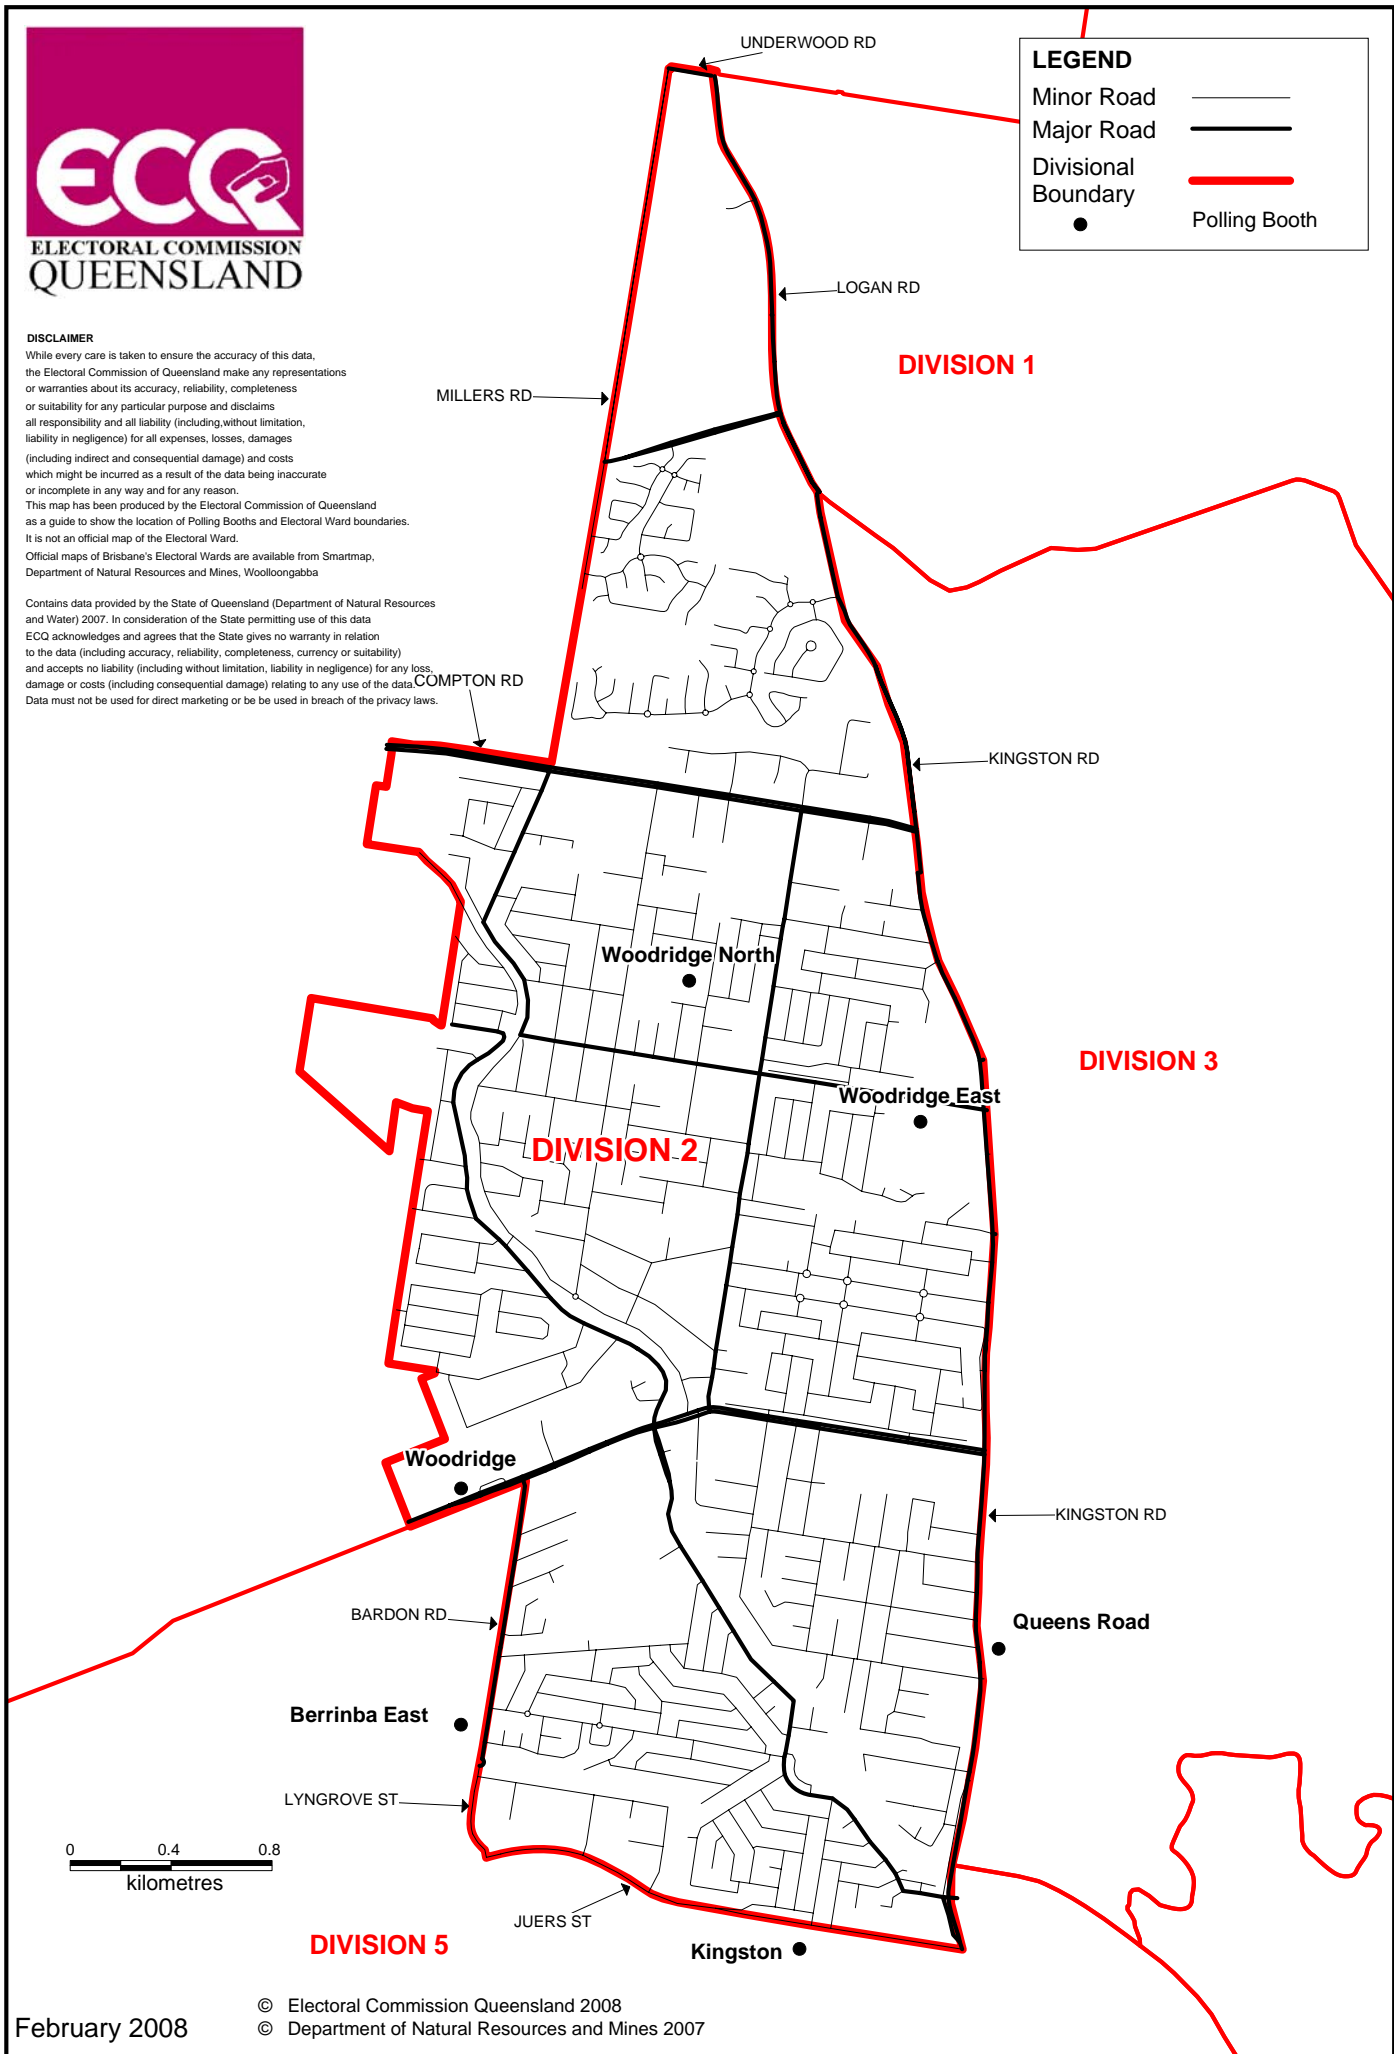 UNDERWOOD RD
LEGEND
Minor Road
Major Road
Divisional
Boundary
Polling Booth
ECQ
ELECTORAL COMMISSION
QUEENSLAND
LOGAN RD
DISCLAIMER
While every care is taken to ensure the accuracy of this data,
the Electoral Commission of Queensland make any representations
or warranties about its accuracy, reliability, completeness
or suitability for any particular purpose and disclaims
all responsibility and all liability (including,without limitation,
liability in negligence) for all expenses, losses, damages
(including indirect and consequential damage) and costs
which might be incurred as a result of the data being inaccurate
or incomplete in any way and for any reason.
This map has been produced by the Electoral Commission of Queensland
as a guide to show the location of Polling Booths and Electoral Ward boundaries.
It is not an official map of the Electoral Ward.
Official maps of Brisbane's Electoral Wards are available from Smartmap,
Department of Natural Resources and Mines, Woolloongabba
Contains data provided by the State of Queensland (Department of Natural Resources
and Water) 2007. In consideration of the State permitting use of this data
ECQ acknowledges and agrees that the State gives no warranty in relation
to the data (including accuracy, reliability, completeness, currency or suitability)
and accepts no liability (including without limitation, liability in negligence) for any loss,
damage or costs (including consequential damage) relating to any use of the data.
Data must not be used for direct marketing or be be used in breach of the privacy laws.
DIVISION 1
MILLERS RD
COMPTON RD
KINGSTON RD
Woodridge North
DIVISION 3
Woodridge East
DIVISION 2
Woodridge
KINGSTON RD
BARDON RD
Queens Road
Berrinba East
LYNGROVE ST
0 0.4 0.8
kilometres
JUERS ST
DIVISION 5
Kingston
© Electoral Commission Queensland 2008
February 2008
© Department of Natural Resources and Mines 2007